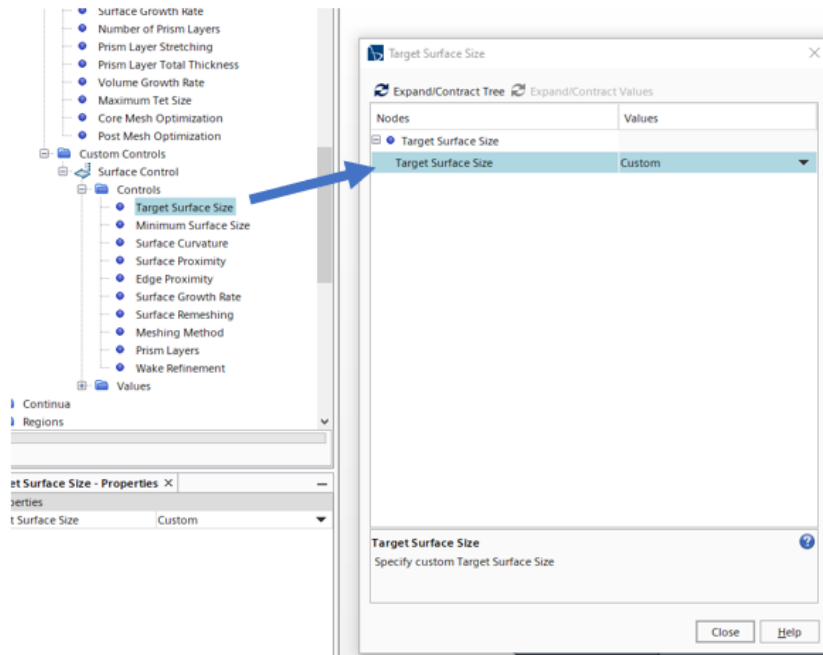 Surface Growth Rate
Number of Prism Layers
Prism Layer Stretching
Prism Layer Total Thickness
Volume Growth Rate
Maximum Tet Size
Core Mesh Optimization
Post Mesh Optimization
Custom Controls
Surface Control
Controls
Target Surface Size
Minimum Surface Size
Surface Curvature
Surface Proximity
Edge Proximity
Surface Growth Rate
Surface Remeshing
Meshing Method
Prism Layers
Wake Refinement
Values
Continua
Regions
et Surface Size - Properties
perties
t Surface Size Custom
Target Surface Size
Expand/Contract Tree Expand/Contract Values
Nodes Values
Target Surface Size
Target Surface Size Custom
Target Surface Size
Specify custom Target Surface Size
Close Help